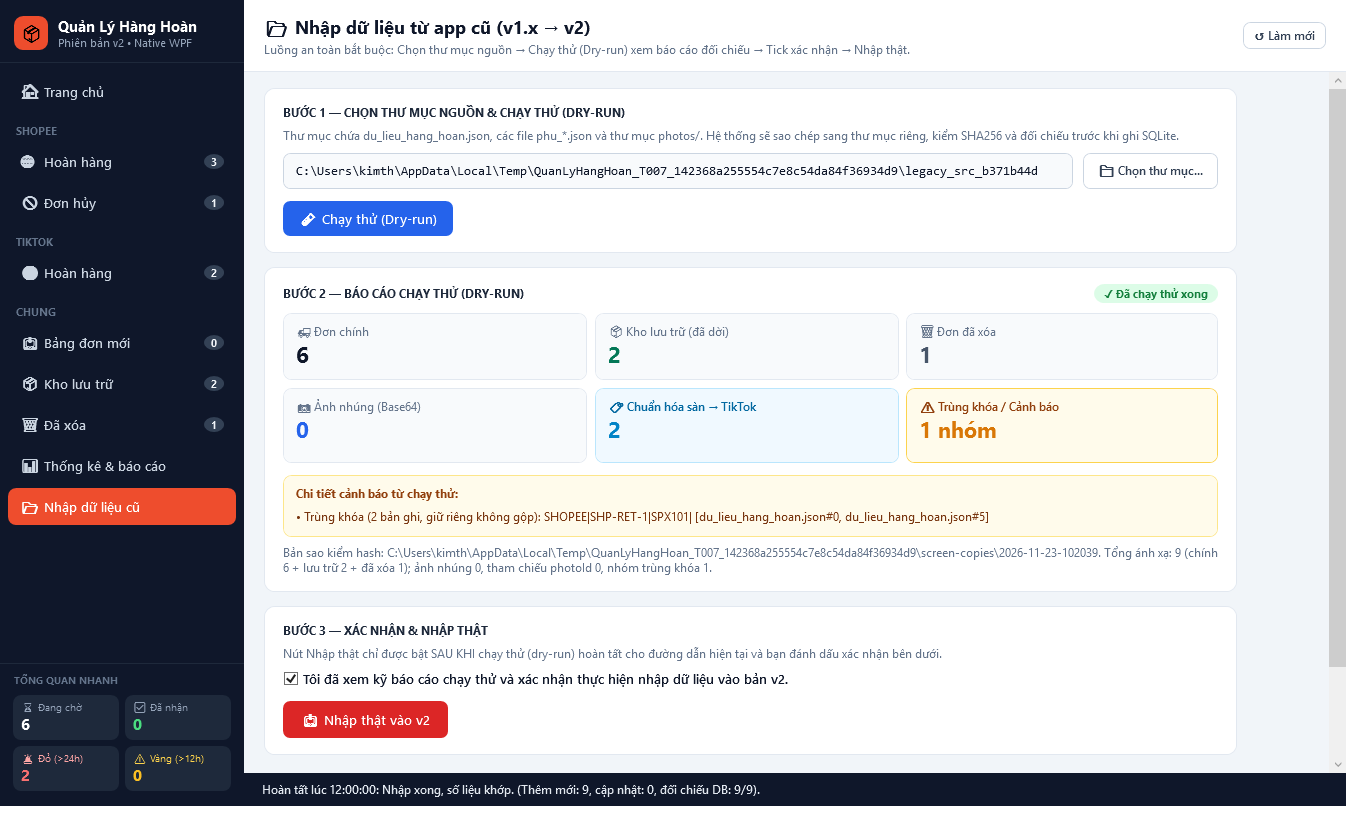 Quản Lý Hàng Hoàn
Phiên bản v2 • Native WPF
Trang chủ
SHOPEE
Hoàn hàng 3
Đơn hủy 1
TIKTOK
Hoàn hàng 2
CHUNG
Bảng đơn mới 0
Kho lưu trữ 2
Đã xóa 1
Thống kê & báo cáo
Nhập dữ liệu cũ
TỔNG QUAN NHANH
Đang chờ
6
Đã nhận
0
Đỏ (>24h)
2
Vàng (>12h)
0
Nhập dữ liệu từ app cũ (v1.x → v2)
Luồng an toàn bắt buộc: Chọn thư mục nguồn → Chạy thử (Dry-run) xem báo cáo đối chiếu → Tick xác nhận → Nhập thật.
↺ Làm mới
BƯỚC 1 — CHỌN THƯ MỤC NGUỒN & CHẠY THỬ (DRY-RUN)
Thư mục chứa du_lieu_hang_hoan.json, các file phu_*.json và thư mục photos/. Hệ thống sẽ sao chép sang thư mục riêng, kiểm SHA256 và đối chiếu trước khi ghi SQLite.
C:\Users\kimth\AppData\Local\Temp\QuanLyHangHoan_T007_142368a255554c7e8c54da84f36934d9\legacy_src_b371b44d
Chọn thư mục...
Chạy thử (Dry-run)
BƯỚC 2 — BÁO CÁO CHẠY THỬ (DRY-RUN)
✓ Đã chạy thử xong
Đơn chính
6
Kho lưu trữ (đã dời)
2
Đơn đã xóa
1
Ảnh nhúng (Base64)
0
Chuẩn hóa sàn → TikTok
2
Trùng khóa / Cảnh báo
1 nhóm
Chi tiết cảnh báo từ chạy thử:
• Trùng khóa (2 bản ghi, giữ riêng không gộp): SHOPEE|SHP-RET-1|SPX101| [du_lieu_hang_hoan.json#0, du_lieu_hang_hoan.json#5]
Bản sao kiểm hash: C:\Users\kimth\AppData\Local\Temp\QuanLyHangHoan_T007_142368a255554c7e8c54da84f36934d9\screen-copies\2026-11-23-102039. Tổng ánh xạ: 9 (chính
6 + lưu trữ 2 + đã xóa 1); ảnh nhúng 0, tham chiếu photoId 0, nhóm trùng khóa 1.
BƯỚC 3 — XÁC NHẬN & NHẬP THẬT
Nút Nhập thật chỉ được bật SAU KHI chạy thử (dry-run) hoàn tất cho đường dẫn hiện tại và bạn đánh dấu xác nhận bên dưới.
Tôi đã xem kỹ báo cáo chạy thử và xác nhận thực hiện nhập dữ liệu vào bản v2.
Nhập thật vào v2
Hoàn tất lúc 12:00:00: Nhập xong, số liệu khớp. (Thêm mới: 9, cập nhật: 0, đối chiếu DB: 9/9).